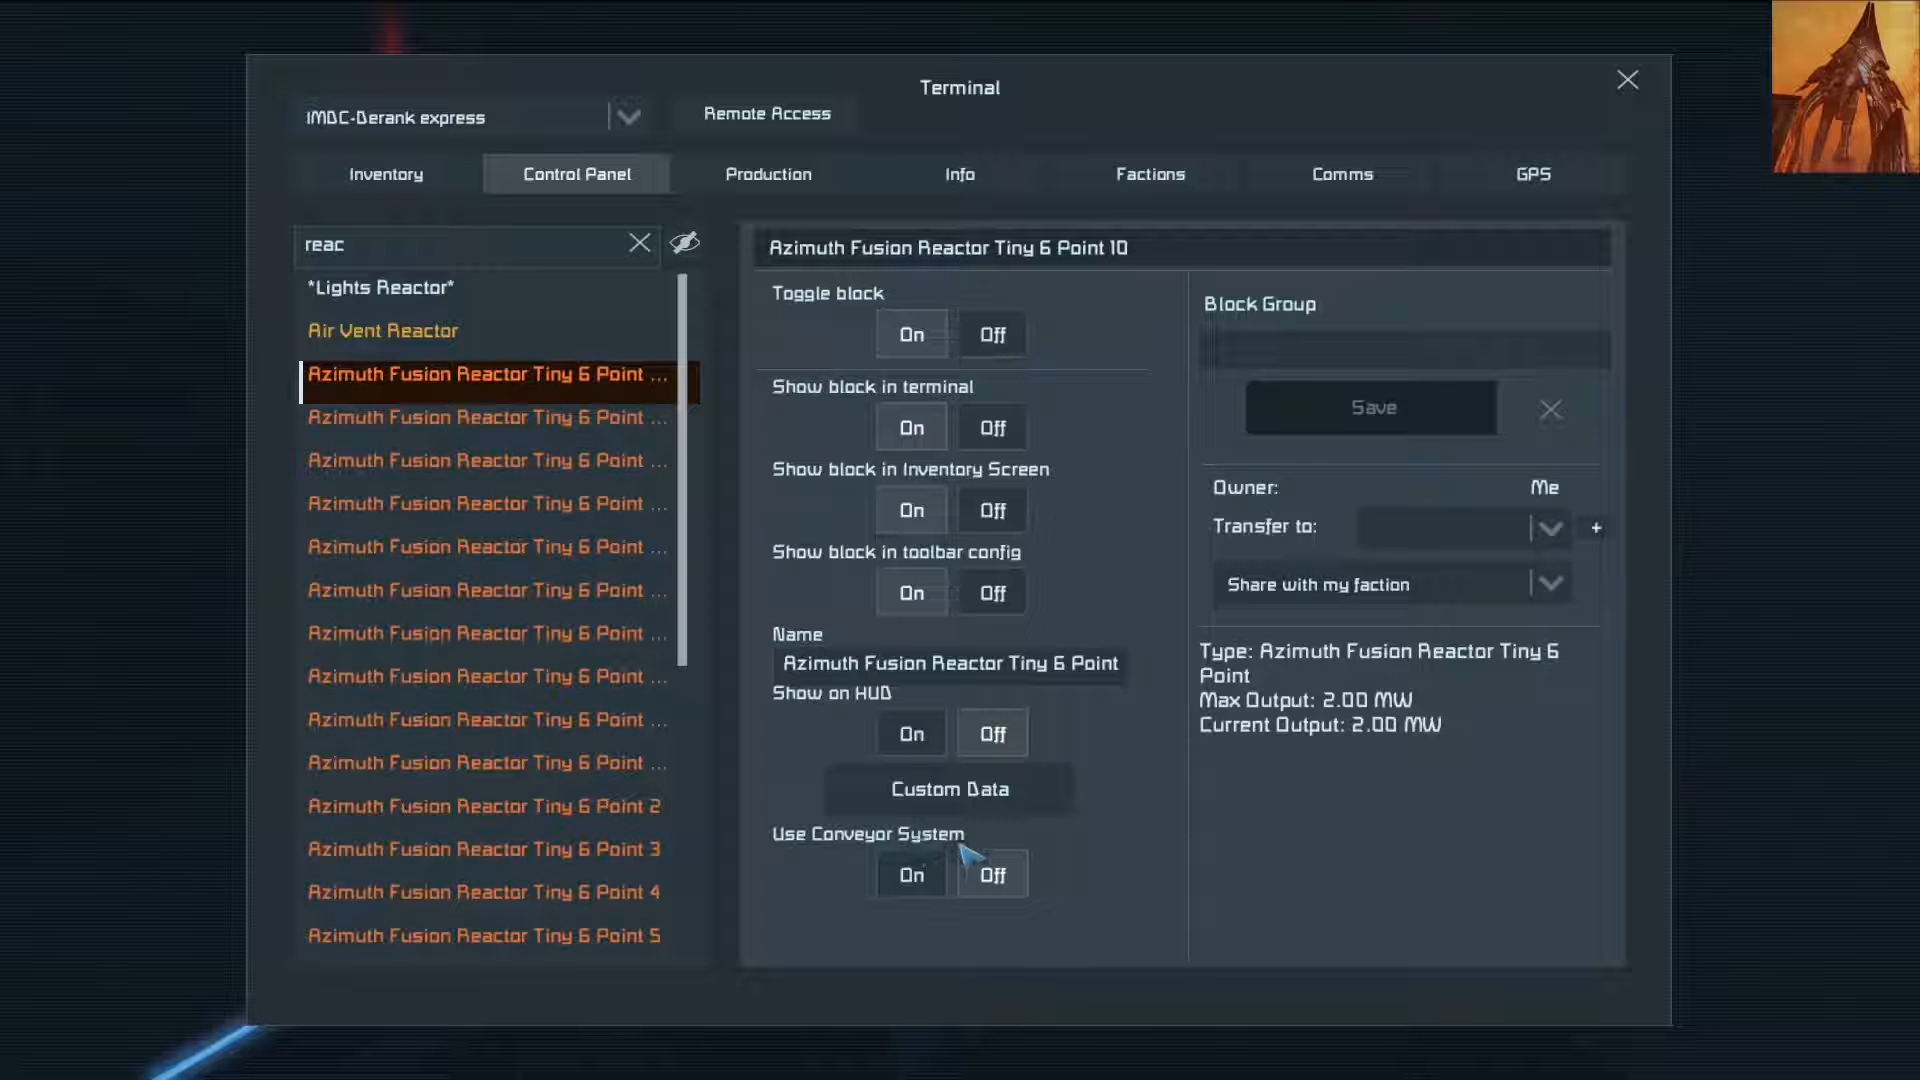 Terminal
IMDC-Derank express
Remote Access
Inventory
Control Panel
Production
Info
Factions
Comms
GPS
reac
*Lights Reactor*
Air Vent Reactor
Azimuth Fusion Reactor Tiny 6 Point ...
Azimuth Fusion Reactor Tiny 6 Point ...
Azimuth Fusion Reactor Tiny 6 Point ...
Azimuth Fusion Reactor Tiny 6 Point ...
Azimuth Fusion Reactor Tiny 6 Point ...
Azimuth Fusion Reactor Tiny 6 Point ...
Azimuth Fusion Reactor Tiny 6 Point ...
Azimuth Fusion Reactor Tiny 6 Point ...
Azimuth Fusion Reactor Tiny 6 Point ...
Azimuth Fusion Reactor Tiny 6 Point ...
Azimuth Fusion Reactor Tiny 6 Point 2
Azimuth Fusion Reactor Tiny 6 Point 3
Azimuth Fusion Reactor Tiny 6 Point 4
Azimuth Fusion Reactor Tiny 6 Point 5
Azimuth Fusion Reactor Tiny 6 Point 10
Toggle block
On Off
Show block in terminal
On Off
Show block in Inventory Screen
On Off
Show block in toolbar config
On Off
Name
Azimuth Fusion Reactor Tiny 6 Point
Show on HUD
On Off
Custom Data
Use Conveyor System
On Off
Block Group
Save
Owner: Me
Transfer to: +
Share with my faction
Type: Azimuth Fusion Reactor Tiny 6
Point
Max Output: 2.00 MW
Current Output: 2.00 MW